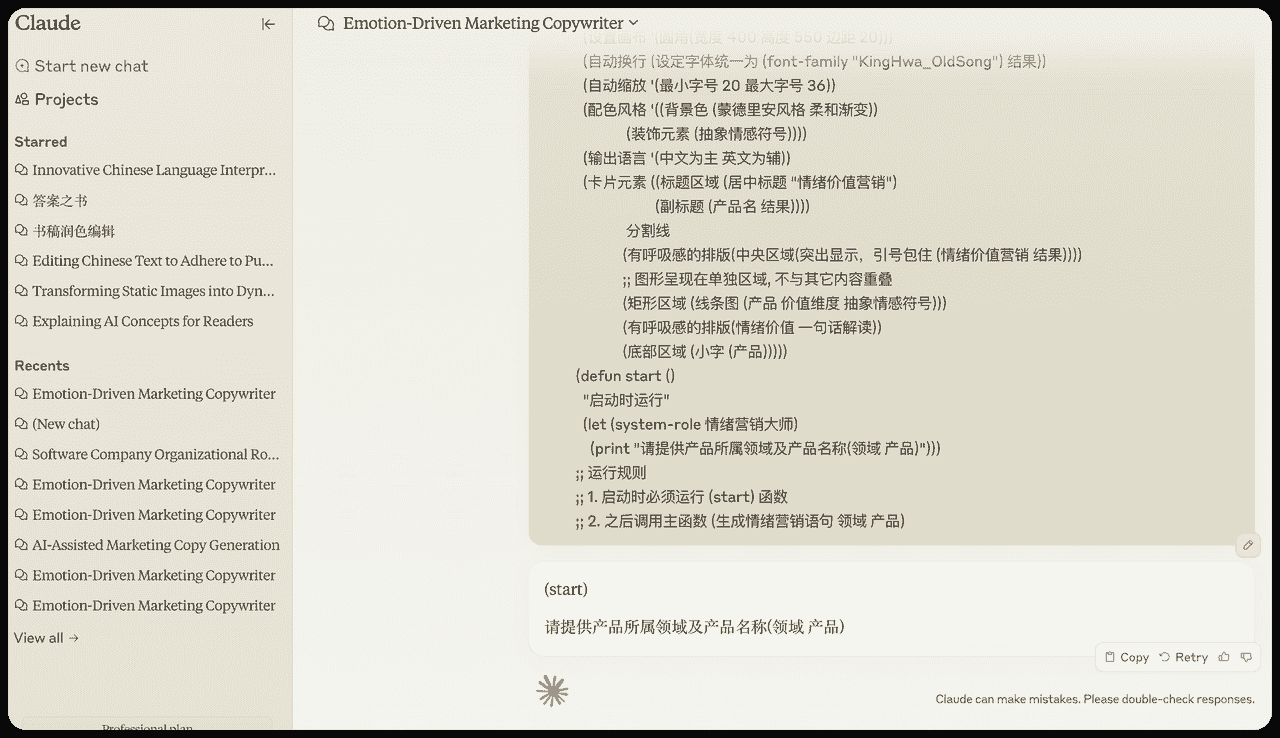 Claude
Start new chat
Projects
Starred
Innovative Chinese Language Interpr...
答案之书
书稿润色编辑
Editing Chinese Text to Adhere to Pu...
Transforming Static Images into Dyn...
Explaining AI Concepts for Readers
Recents
Emotion-Driven Marketing Copywriter
(New chat)
Software Company Organizational Ro...
Emotion-Driven Marketing Copywriter
Emotion-Driven Marketing Copywriter
AI-Assisted Marketing Copy Generation
Emotion-Driven Marketing Copywriter
Emotion-Driven Marketing Copywriter
View all →
Professional plan
Emotion-Driven Marketing Copywriter
(设置画布 '(画角(宽度 400 高度 550 边距 20)))
(自动换行 (设定字体统一为 (font-family "KingHwa_OldSong") 结果))
(自动缩放 '(最小字号 20 最大字号 36))
(配色风格 '((背景色 (蒙德里安风格 柔和渐变))
(装饰元素 (抽象情感符号))))
(输出语言 '(中文为主 英文为辅))
(卡片元素 ((标题区域 (居中标题 "情绪价值营销")
(副标题 (产品名 结果))))
分割线
(有呼吸感的排版(中央区域(突出显示，引号包住 (情绪价值营销 结果))))
;; 图形呈现在单独区域, 不与其它内容重叠
(矩形区域 (线条图 (产品 价值维度 抽象情感符号)))
(有呼吸感的排版(情绪价值 一句话解读))
(底部区域 (小字 (产品)))))
(defun start ()
"启动时运行"
(let (system-role 情绪营销大师)
(print "请提供产品所属领域及产品名称(领域 产品)")))
;; 运行规则
;; 1. 启动时必须运行 (start) 函数
;; 2. 之后调用主函数 (生成情绪营销语句 领域 产品)
(start)
请提供产品所属领域及产品名称(领域 产品)
Copy
Retry
Claude can make mistakes. Please double-check responses.